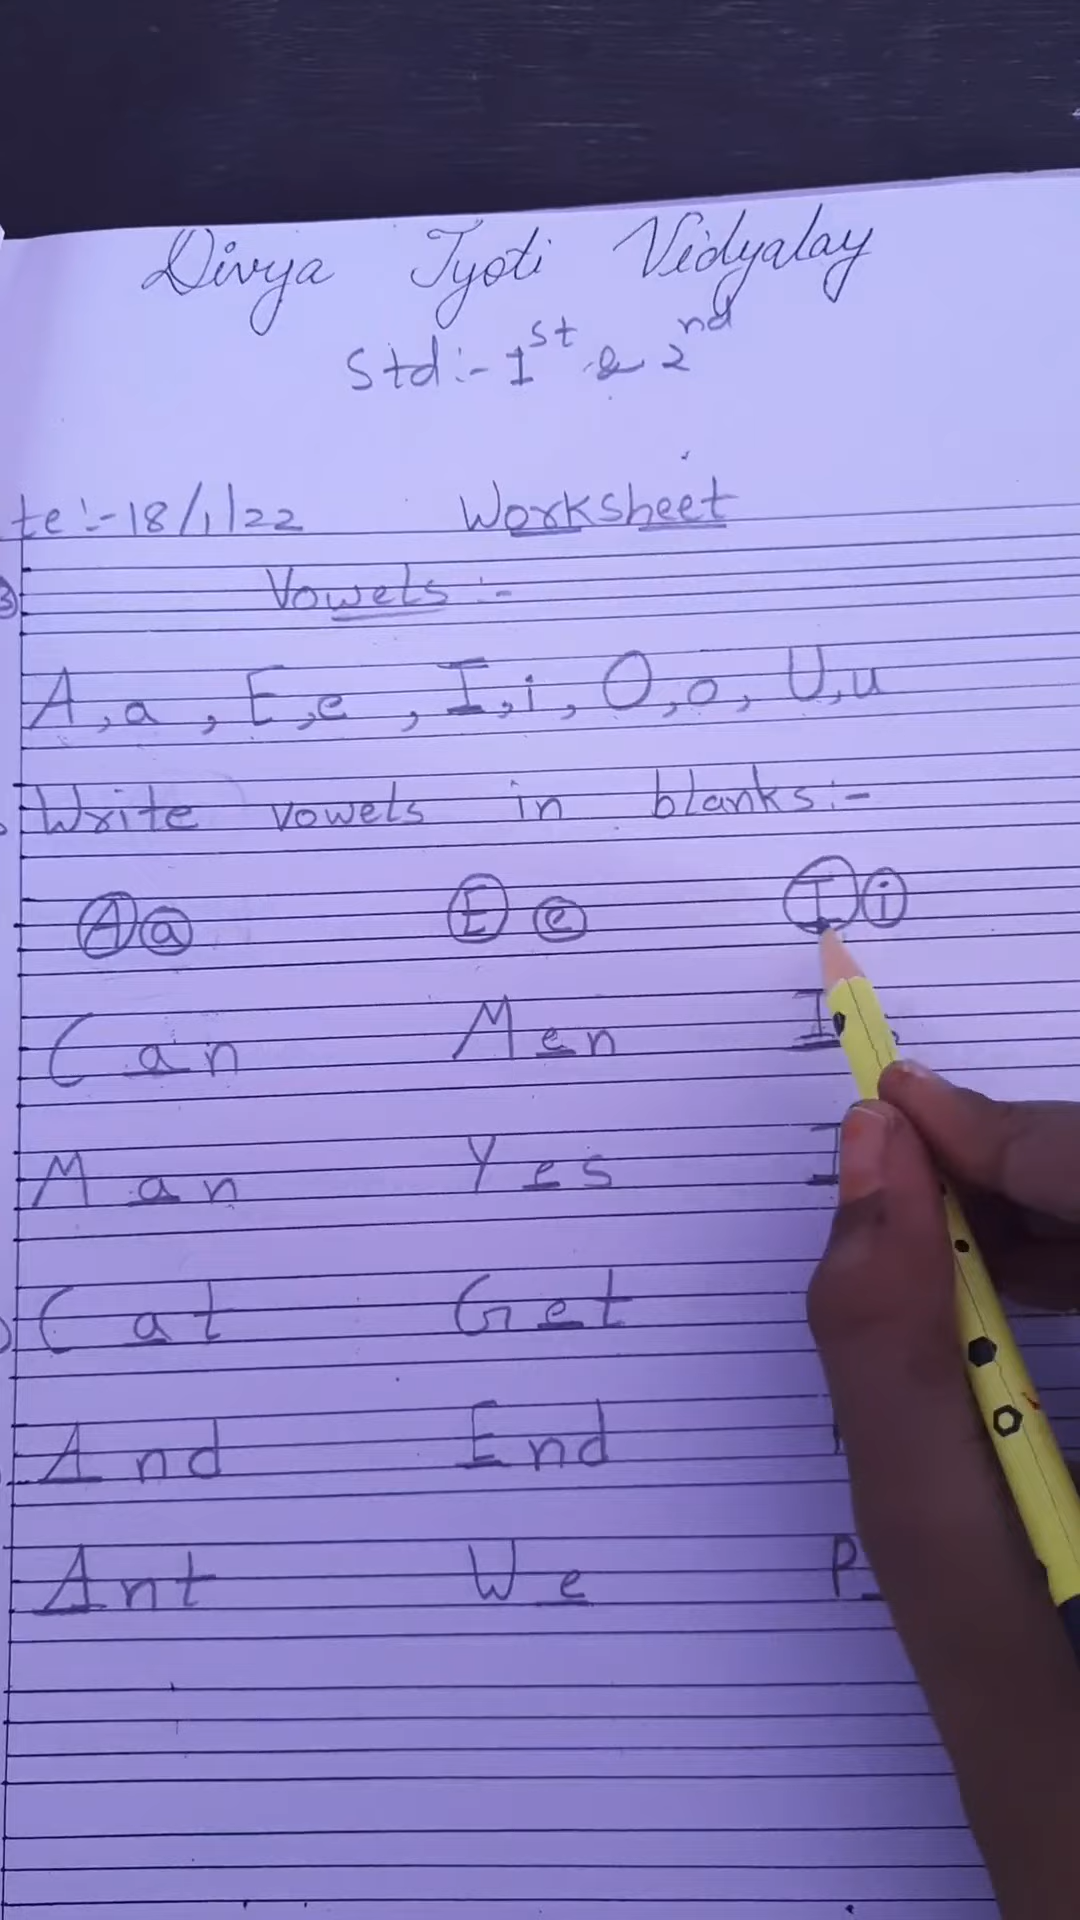 Divya Jyoti Vidyalay
Std:- 1st & 2nd
te:-18/1/22 Worksheet
Vowels :-
A,a, E,e, I,i, O,o, U,u
Write vowels in blanks:-
A a E e I i
Can Men I
Man Yes I
Cat Get
And End
Ant We P